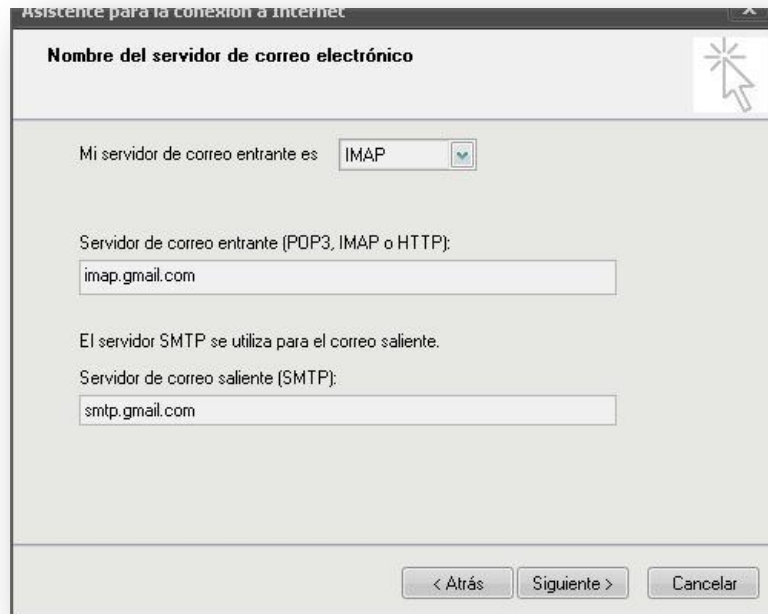 Asistente para la conexión a Internet
Nombre del servidor de correo electrónico
Mi servidor de correo entrante es IMAP
Servidor de correo entrante (POP3, IMAP o HTTP):
imap.gmail.com
El servidor SMTP se utiliza para el correo saliente.
Servidor de correo saliente (SMTP):
smtp.gmail.com
< Atrás Siguiente > Cancelar